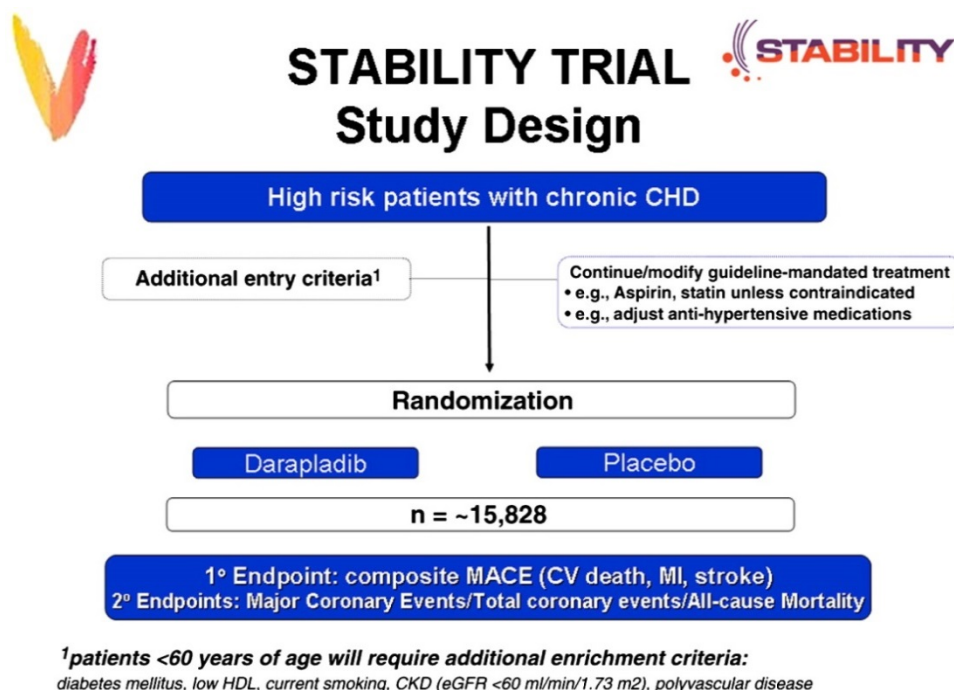 STABILITY TRIAL
Study Design
STABILITY
High risk patients with chronic CHD
Additional entry criteria¹
Continue/modify guideline-mandated treatment
• e.g., Aspirin, statin unless contraindicated
• e.g., adjust anti-hypertensive medications
Randomization
Darapladib
Placebo
n = ~15,828
1º Endpoint: composite MACE (CV death, MI, stroke)
2º Endpoints: Major Coronary Events/Total coronary events/All-cause Mortality
¹patients <60 years of age will require additional enrichment criteria:
diabetes mellitus, low HDL, current smoking, CKD (eGFR <60 ml/min/1.73 m2), polyvascular disease